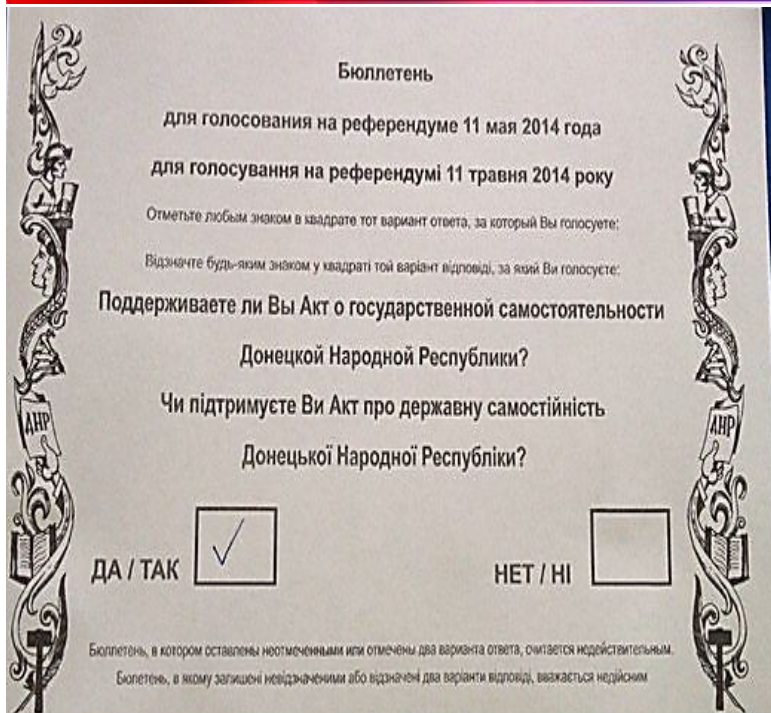 Бюллетень
для голосования на референдуме 11 мая 2014 года
для голосування на референдумі 11 травня 2014 року
Отметьте любым знаком в квадрате тот вариант ответа, за который Вы голосуете:
Відзначте будь-яким знаком у квадраті той варіант відповіді, за який Ви голосуєте:
Поддерживаете ли Вы Акт о государственной самостоятельности
Донецкой Народной Республики?
Чи підтримуєте Ви Акт про державну самостійність
Донецької Народної Республіки?
ДНР
ДНР
ДА / ТАК
НЕТ / НІ
Бюллетень, в котором оставлены неотмеченными или отмечены два варианта ответа, считается недействительным.
Бюлетень, в якому залишені невідзначеними або відзначені два варіанти відповіді, вважається недійсним